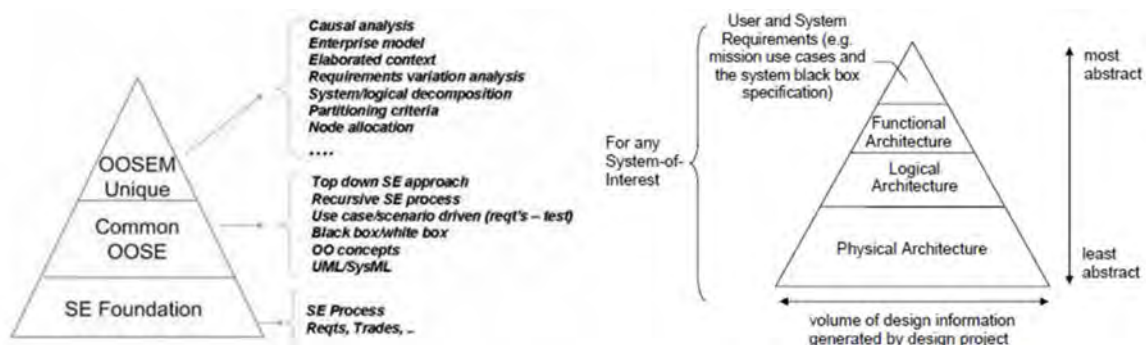 OOSEM
Unique
Common
OOSE
SE Foundation
Causal analysis
Enterprise model
Elaborated context
Requirements variation analysis
System/logical decomposition
Partitioning criteria
Node allocation
....
Top down SE approach
Recursive SE process
Use case/scenario driven (reqt's – test)
Black box/white box
OO concepts
UML/SysML
SE Process
Reqts, Trades, ..
For any
System-of-
Interest
User and System
Requirements (e.g.
mission use cases and
the system black box
specification)
Functional
Architecture
Logical
Architecture
Physical Architecture
most
abstract
least
abstract
volume of design information
generated by design project